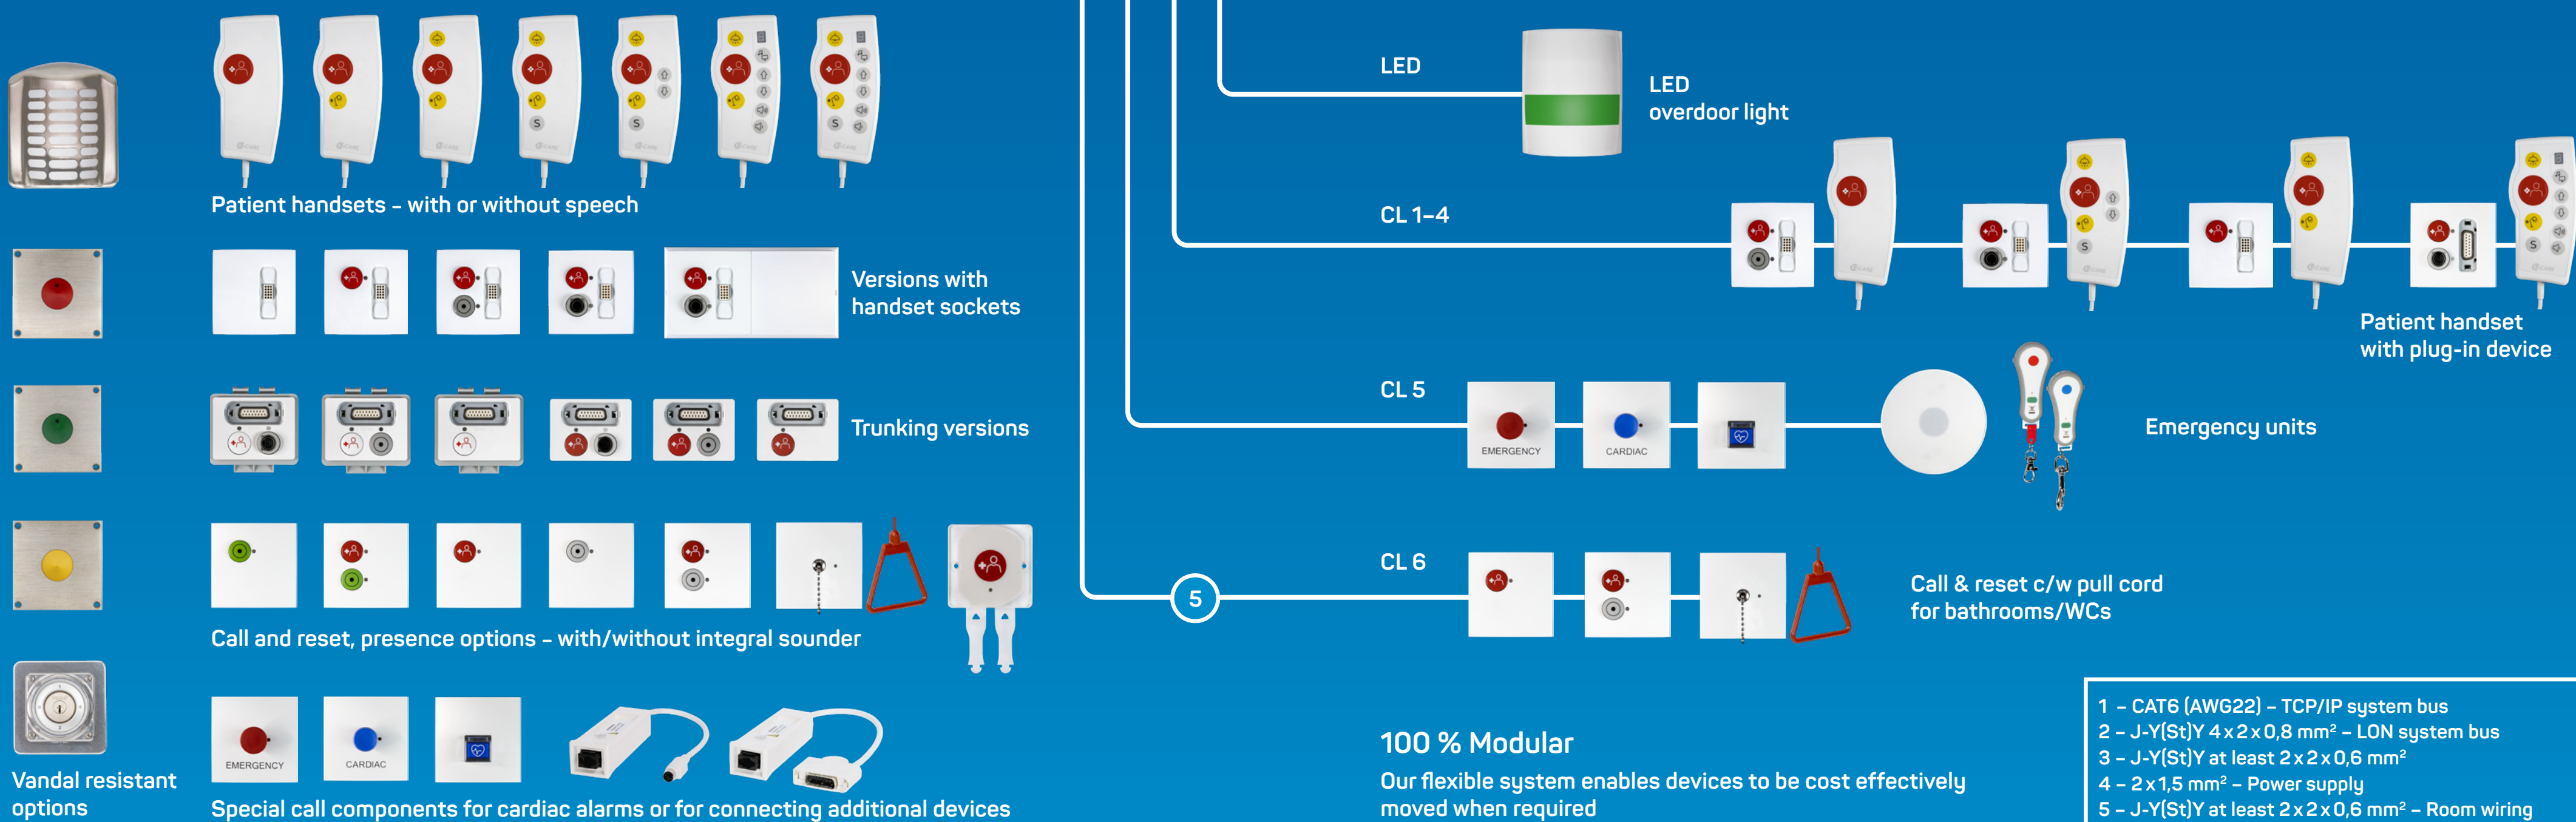 Patient handsets – with or without speech
Versions with
handset sockets
Trunking versions
Call and reset, presence options – with/without integral sounder
EMERGENCY
CARDIAC
Special call components for cardiac alarms or for connecting additional devices
Vandal resistant
options
LED
LED
overdoor light
CL 1–4
Patient handset
with plug-in device
CL 5
EMERGENCY
CARDIAC
Emergency units
CL 6
5
Call & reset c/w pull cord
for bathrooms/WCs
100 % Modular
Our flexible system enables devices to be cost effectively
moved when required
1 – CAT6 (AWG22) – TCP/IP system bus
2 – J-Y(St)Y 4 x 2 x 0,8 mm² – LON system bus
3 – J-Y(St)Y at least 2 x 2 x 0,6 mm²
4 – 2 x 1,5 mm² – Power supply
5 – J-Y(St)Y at least 2 x 2 x 0,6 mm² – Room wiring